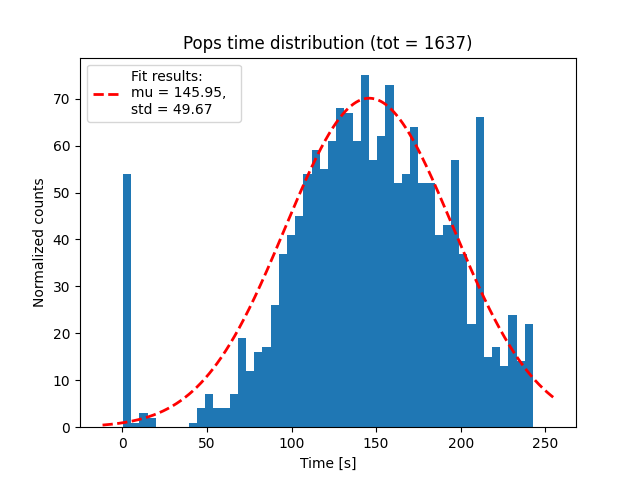 Pops time distribution (tot = 1637)
Fit results:
mu = 145.95,
std = 49.67
Normalized counts
70
60
50
40
30
20
10
0
0 50 100 150 200 250
Time [s]